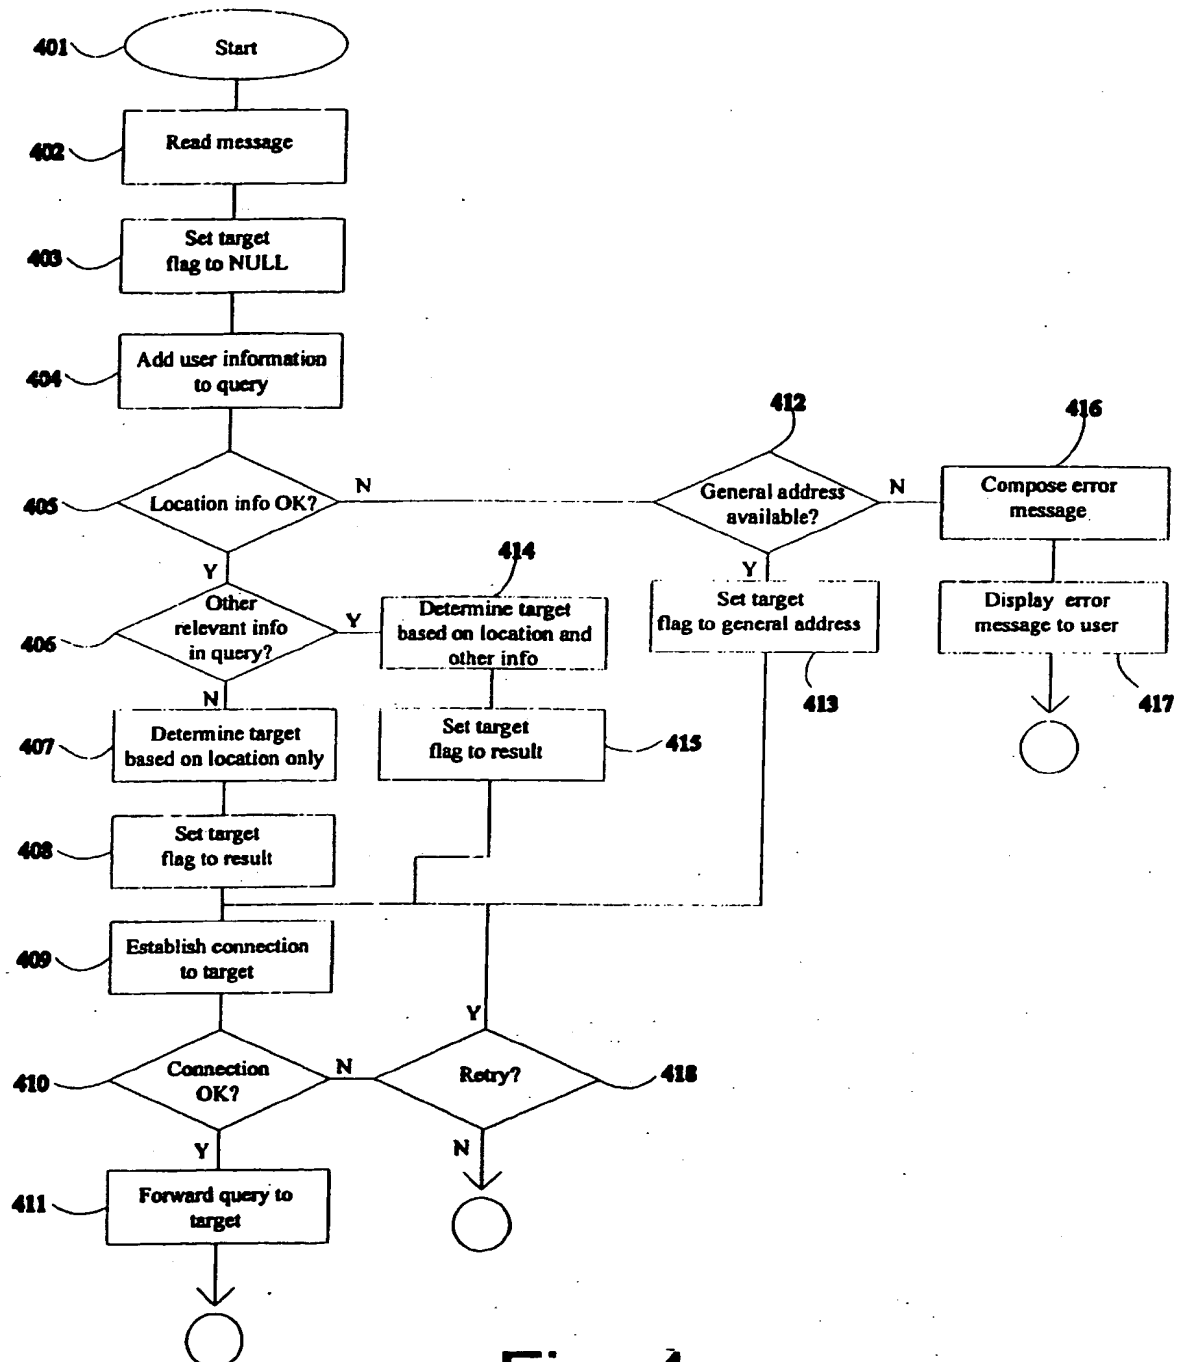 401
Start
402
Read message
403
Set target
flag to NULL
404
Add user information
to query
405
Location info OK?
N
412
General address
available?
N
416
Compose error
message
Y
Y
406
Other
relevant info
in query?
Y
414
Determine target
based on location and
other info
Set target
flag to general address
413
Display error
message to user
417
N
407
Determine target
based on location only
Set target
flag to result
415
408
Set target
flag to result
409
Establish connection
to target
Y
410
Connection
OK?
N
Retry?
418
Y
N
411
Forward query to
target